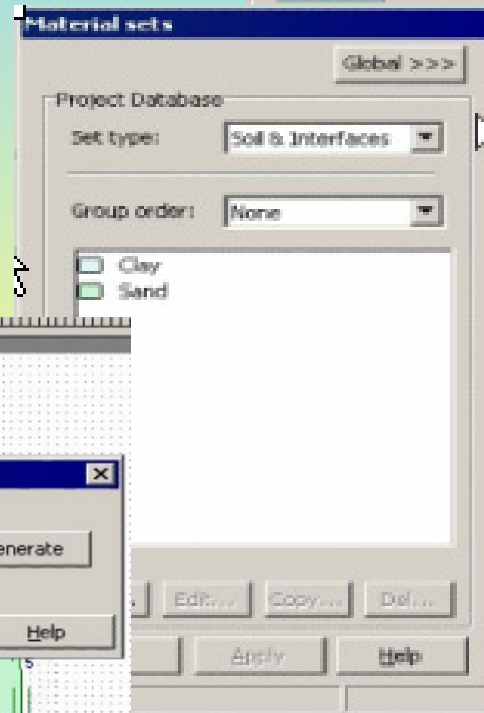 Material sets
Global >>>
Project Database
Set type: Soil & Interfaces
Group order: None
Clay
Sand
enerate
Edit... Copy... Del...
Help
Apply Help
5